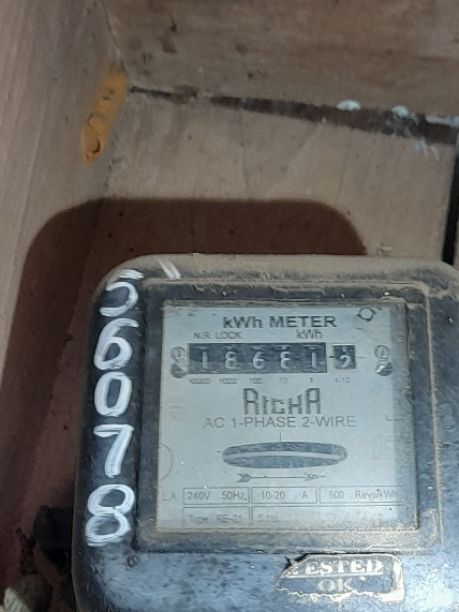 56078
kWh METER
N.R. LOCK kWh
10000 1000 100 10 1 1/10
RICHA
AC 1-PHASE 2-WIRE
240V 50Hz 10-20 A 600 Revs/kWh
Type
TESTED
OK